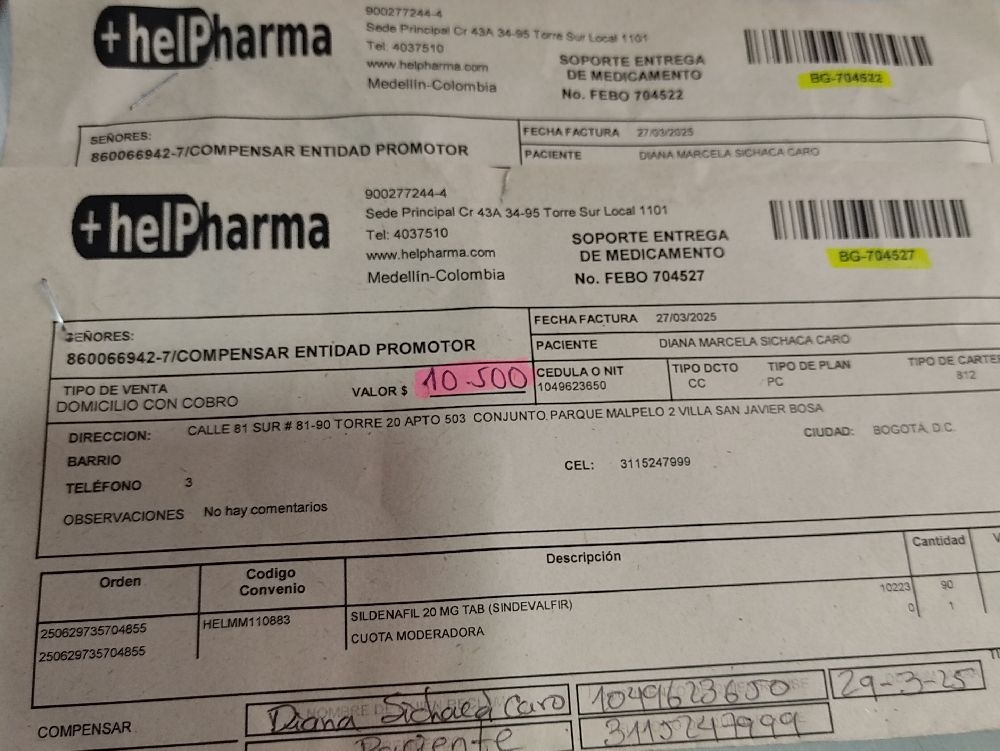 +helPharma
900277244-4
Sede Principal Cr 43A 34-95 Torre Sur Local 1101
Tel: 4037510
www.helpharma.com
Medellín-Colombia
SOPORTE ENTREGA
DE MEDICAMENTO
No. FEBO 704522
BG-704522
SEÑORES:
860066942-7/COMPENSAR ENTIDAD PROMOTOR
FECHA FACTURA 27/03/2025
PACIENTE DIANA MARCELA SICHACA CARO
+helPharma
900277244-4
Sede Principal Cr 43A 34-95 Torre Sur Local 1101
Tel: 4037510
www.helpharma.com
Medellín-Colombia
SOPORTE ENTREGA
DE MEDICAMENTO
No. FEBO 704527
BG-704527
SEÑORES:
860066942-7/COMPENSAR ENTIDAD PROMOTOR
FECHA FACTURA 27/03/2025
PACIENTE DIANA MARCELA SICHACA CARO
TIPO DE VENTA
DOMICILIO CON COBRO
VALOR $ 10.500
CEDULA O NIT
1049623650
TIPO DCTO
CC
TIPO DE PLAN
PC
TIPO DE CARTE
812
DIRECCION: CALLE 81 SUR # 81-90 TORRE 20 APTO 503 CONJUNTO PARQUE MALPELO 2 VILLA SAN JAVIER BOSA
CIUDAD: BOGOTÁ, D.C.
BARRIO
CEL: 3115247999
TELÉFONO 3
OBSERVACIONES No hay comentarios
Orden Codigo Convenio Descripción Cantidad V
250629735704855 HELMM110883 SILDENAFIL 20 MG TAB (SINDEVALFIR) 10223 90
250629735704855 CUOTA MODERADORA 0 1
COMPENSAR
Diana Sichaca Caro 1049623650 29-3-25
Paciente 3115247999